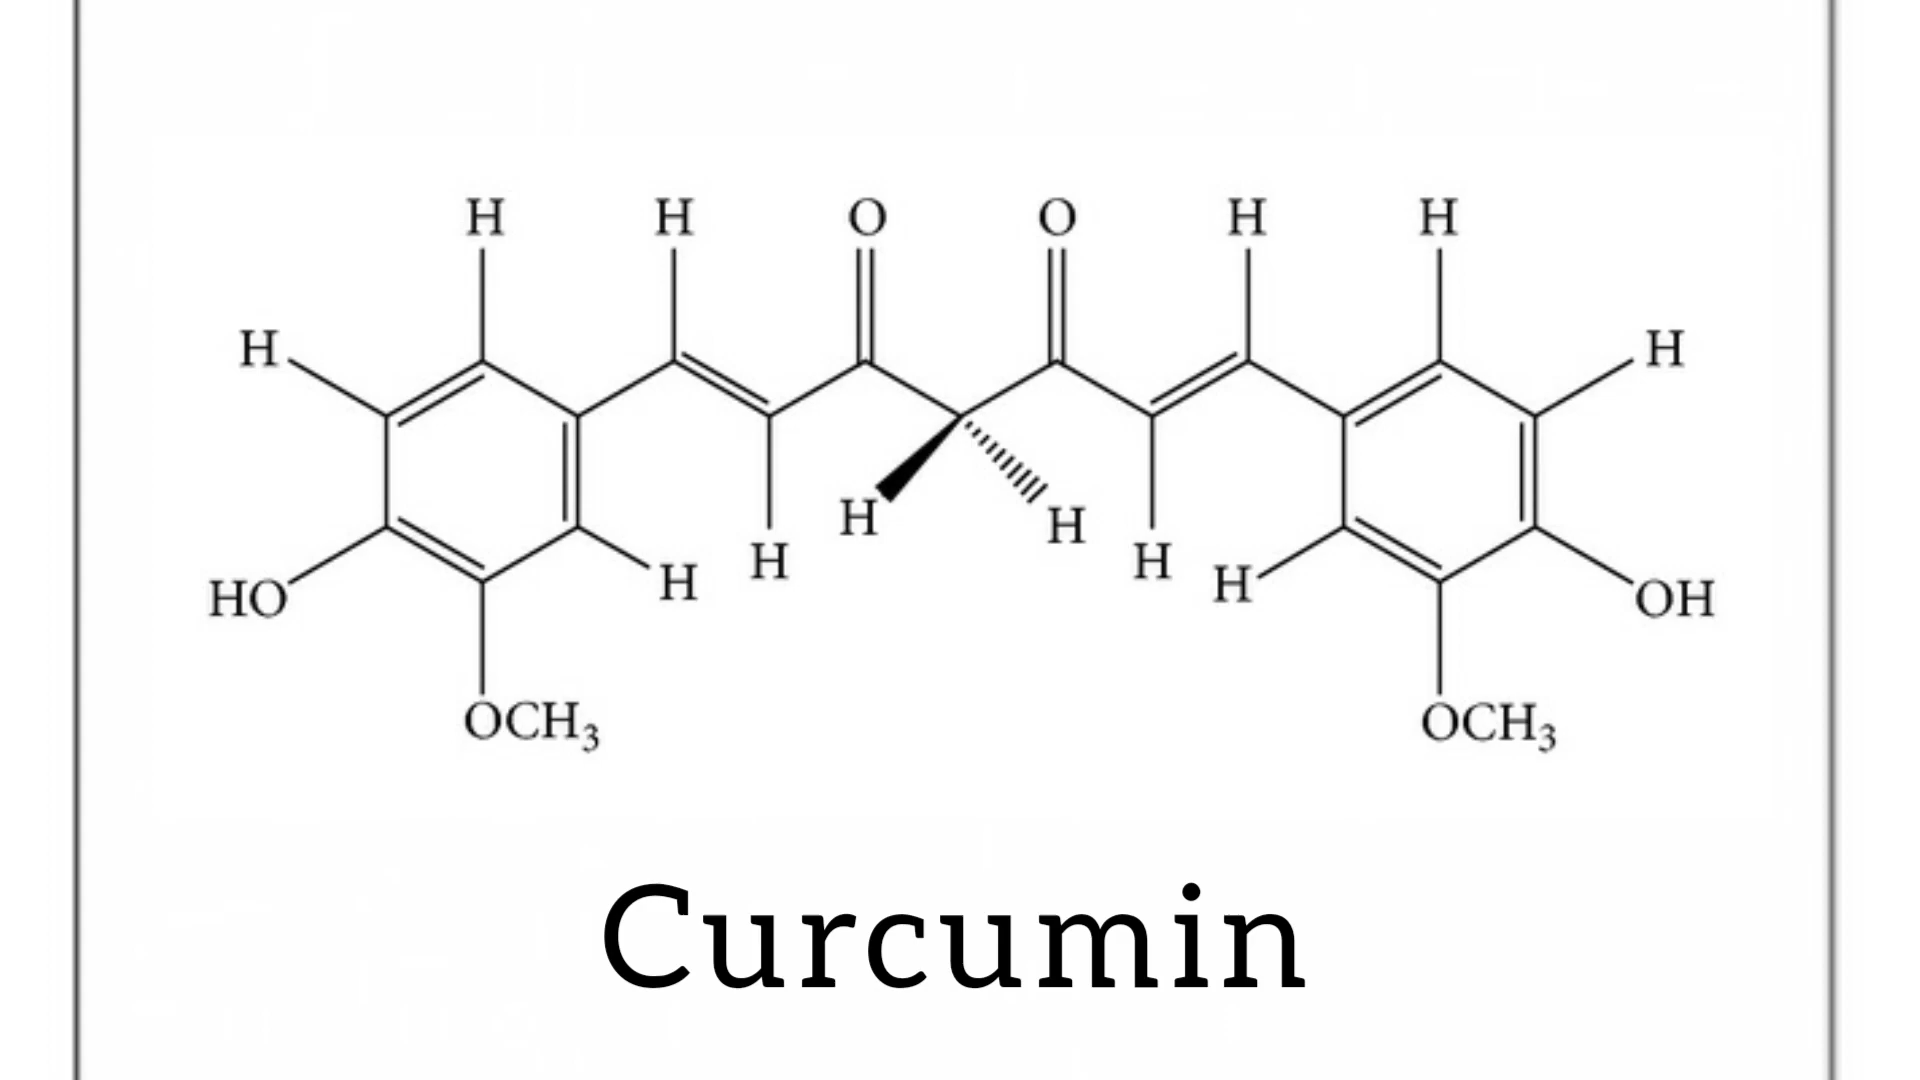 H H O O H H
H H
H H
H H H H
HO OH
OCH₃ OCH₃
Curcumin